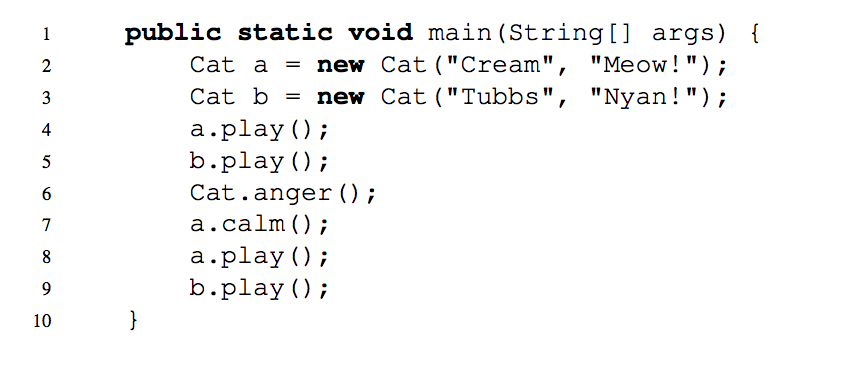 1 public static void main(String[] args) {
2 Cat a = new Cat("Cream", "Meow!");
3 Cat b = new Cat("Tubbs", "Nyan!");
4 a.play();
5 b.play();
6 Cat.anger();
7 a.calm();
8 a.play();
9 b.play();
10 }